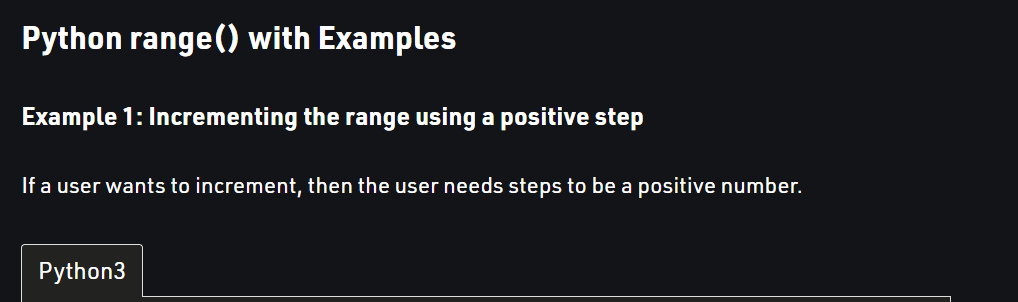 Python range() with Examples
Example 1: Incrementing the range using a positive step
If a user wants to increment, then the user needs steps to be a positive number.
Python3